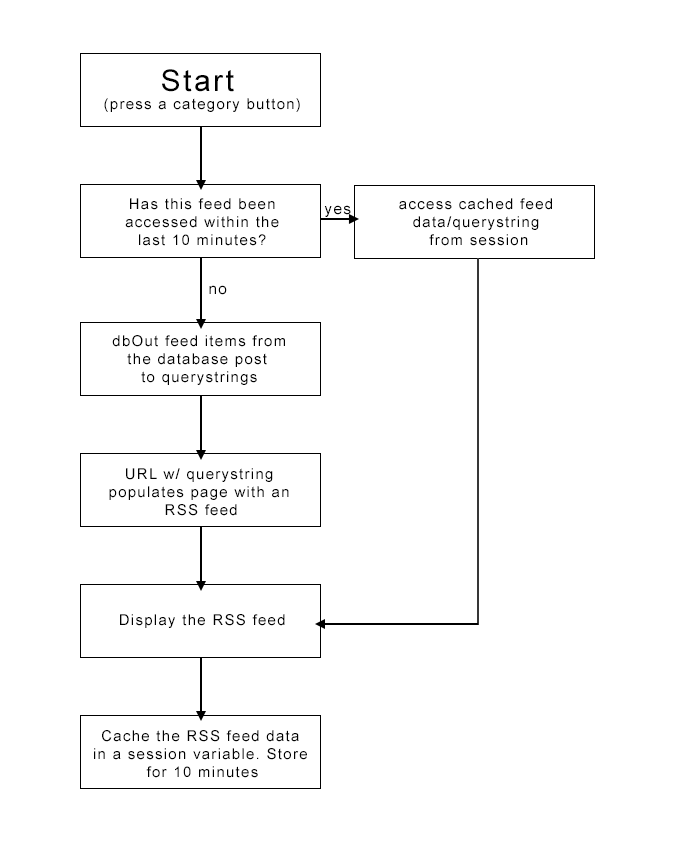 Start
(press a category button)
Has this feed been
accessed within the
last 10 minutes?
yes
access cached feed
data/querystring
from session
no
dbOut feed items from
the database post
to querystrings
URL w/ querystring
populates page with an
RSS feed
Display the RSS feed
Cache the RSS feed data
in a session variable. Store
for 10 minutes